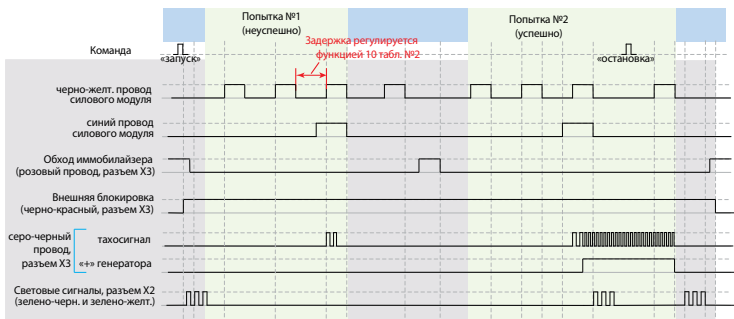 Попытка №1
(неуспешно)
Попытка №2
(успешно)
Задержка регулируется
функцией 10 табл. №2
Команда
«запуск»
«остановка»
черно-желт. провод
силового модуля
синий провод
силового модуля
Обход иммобилайзера
(розовый провод, разъем X3)
Внешняя блокировка
(черно-красный, разъем X3)
серо-черный
провод,
разъем X3
тахосигнал
«+» генератора
Световые сигналы, разъем X2
(зелено-черн. и зелено-желт.)